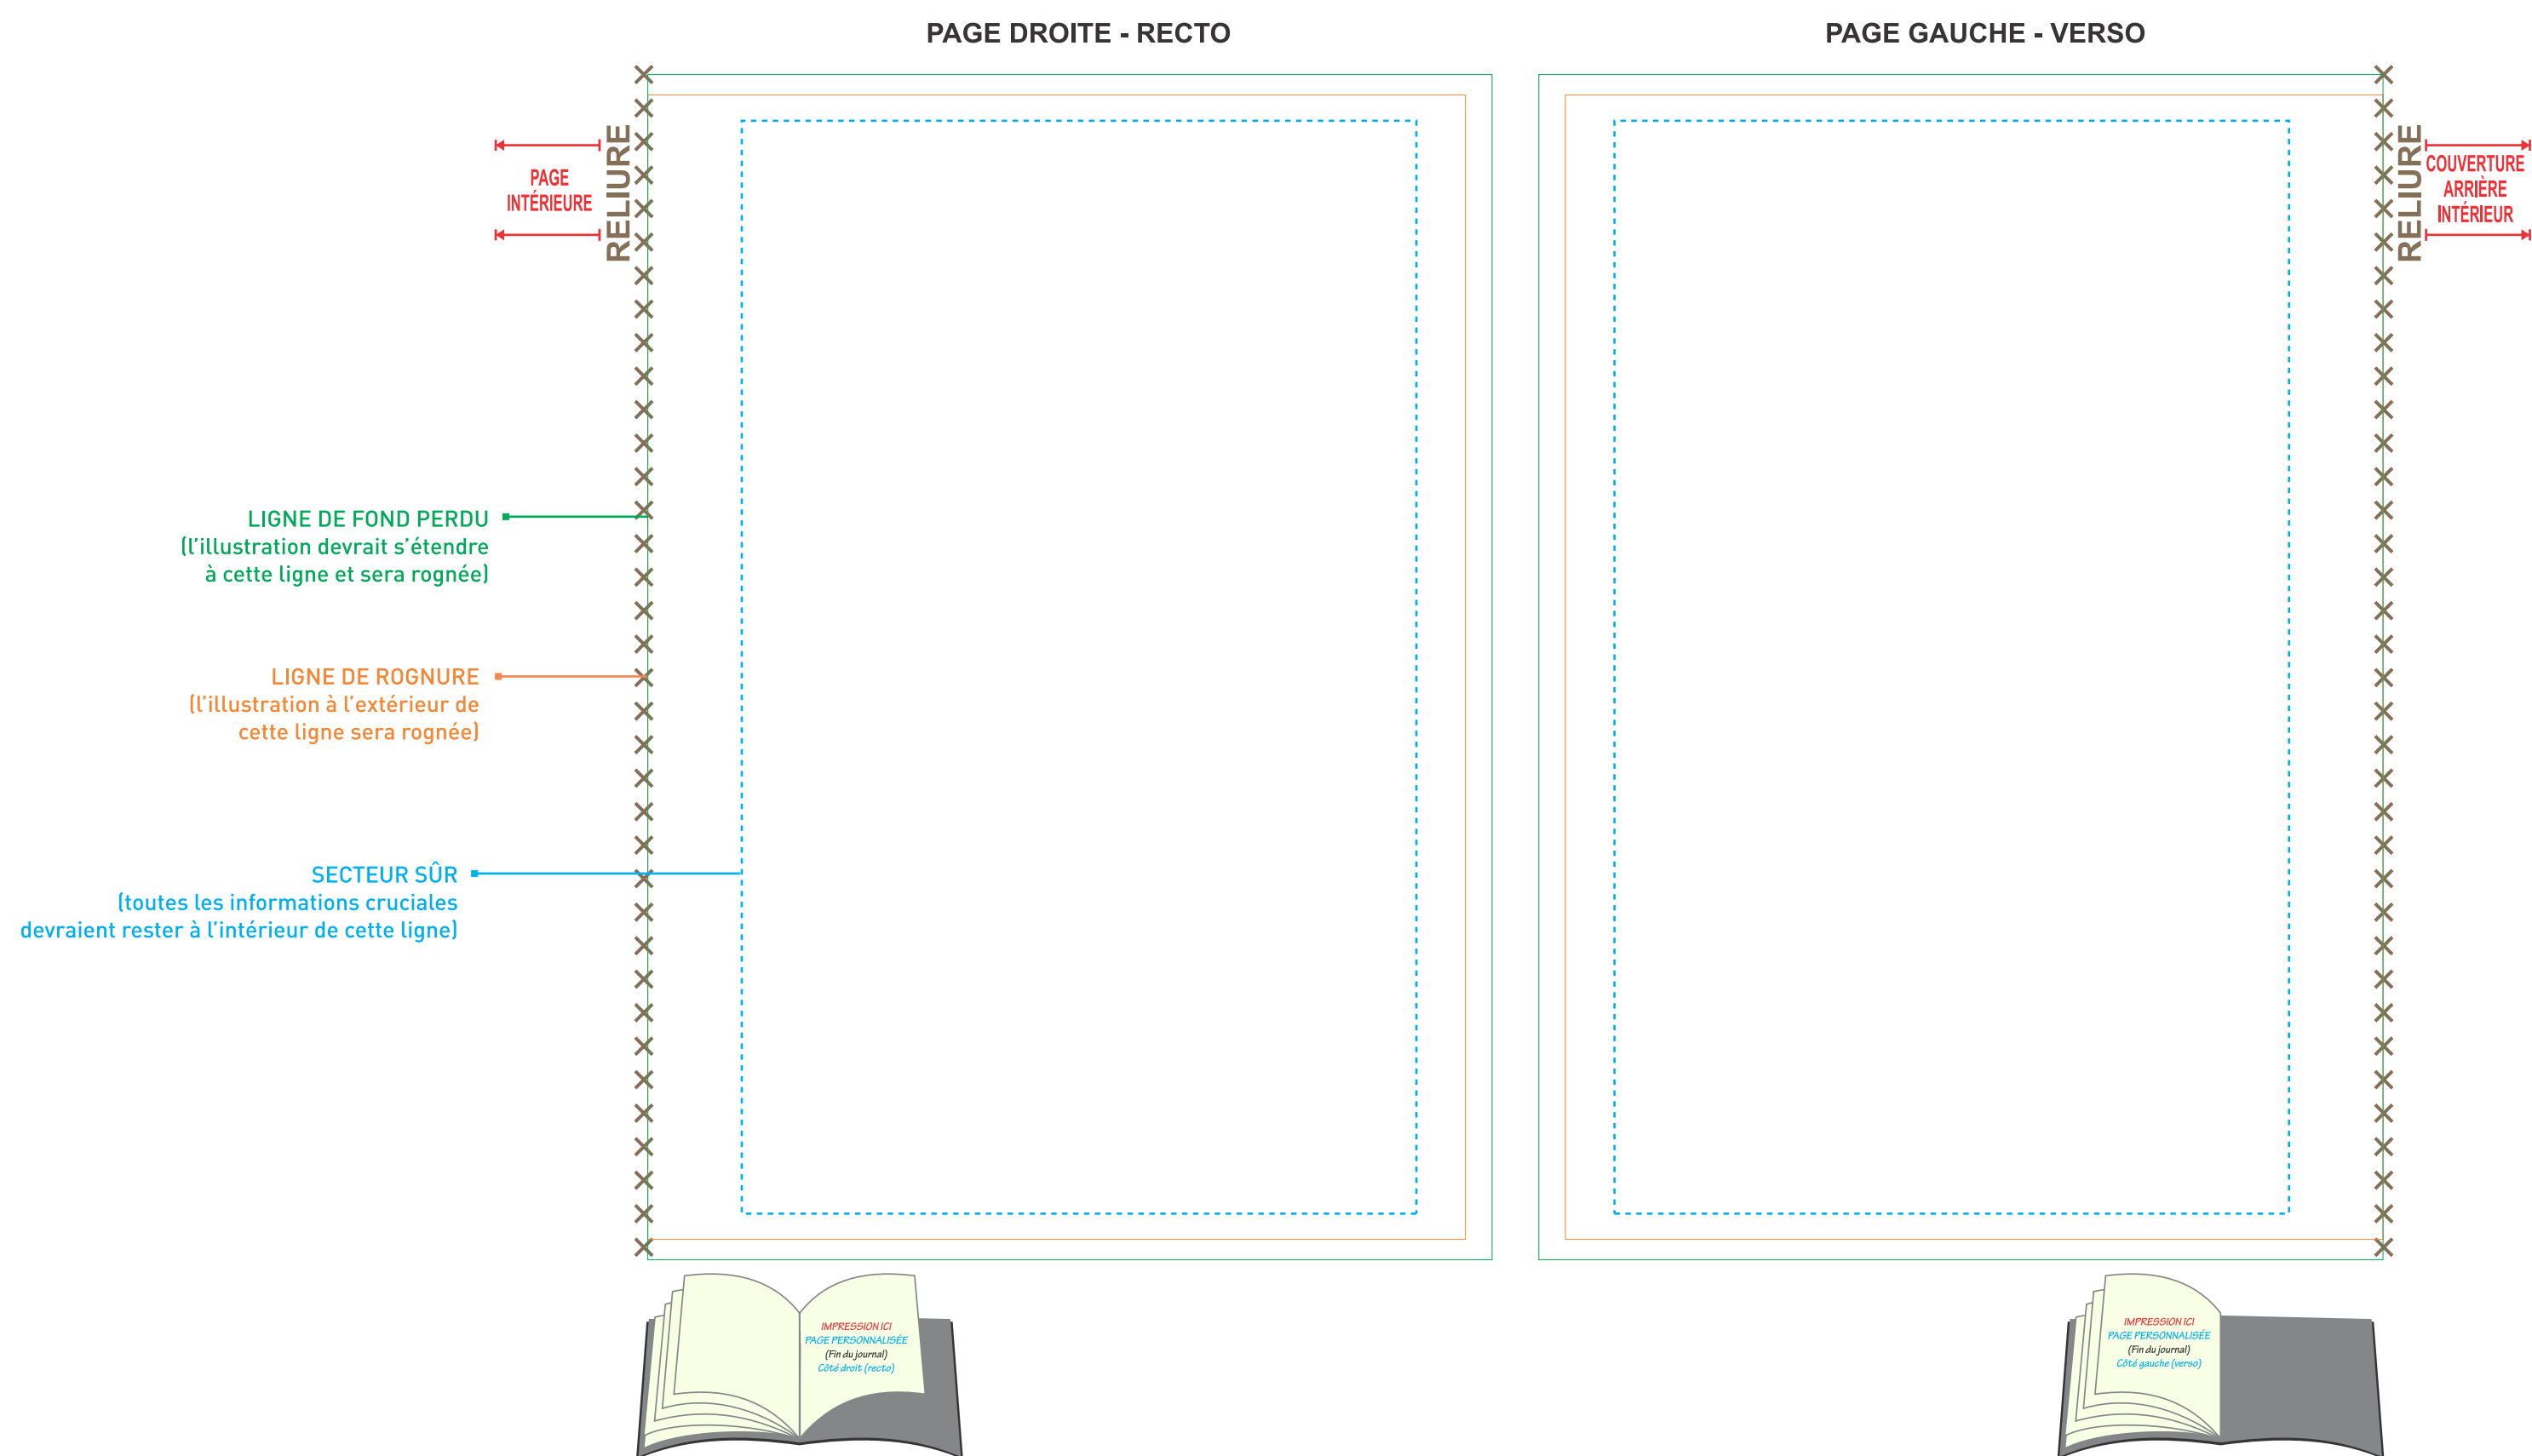 PAGE DROITE - RECTO
PAGE GAUCHE - VERSO
PAGE
INTÉRIEURE
RELIURE
RELIURE
COUVERTURE
ARRIÈRE
INTÉRIEUR
LIGNE DE FOND PERDU
(l'illustration devrait s'étendre
à cette ligne et sera rognée)
LIGNE DE ROGNURE
(l'illustration à l'extérieur de
cette ligne sera rognée)
SECTEUR SÛR
(toutes les informations cruciales
devraient rester à l'intérieur de cette ligne)
IMPRESSION ICI
PAGE PERSONNALISÉE
(Fin du journal)
Côté droit (recto)
IMPRESSION ICI
PAGE PERSONNALISÉE
(Fin du journal)
Côté gauche (verso)